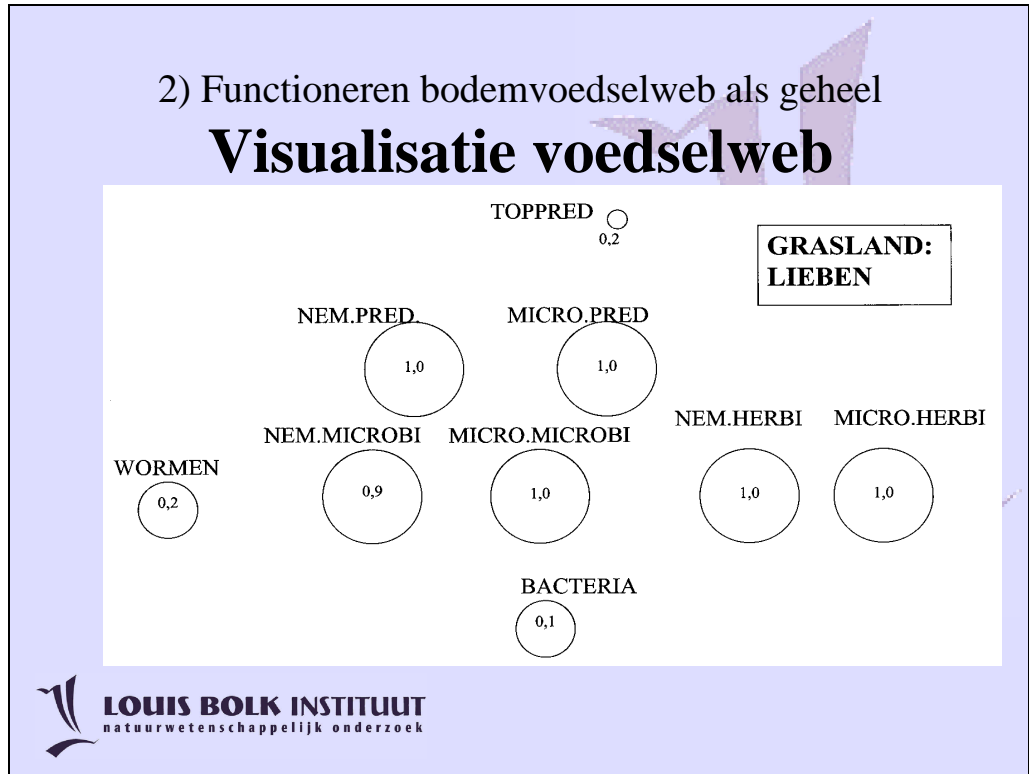 2) Functioneren bodemvoedselweb als geheel
Visualisatie voedselweb
TOPPRED
0,2
GRASLAND:
LIEBEN
NEM.PRED. MICRO.PRED
1,0 1,0
NEM.HERBI MICRO.HERBI
NEM.MICROBI MICRO.MICROBI
WORMEN
0,2 0,9 1,0 1,0 1,0
BACTERIA
0,1
LOUIS BOLK INSTITUUT
natuurwetenschappelijk onderzoek